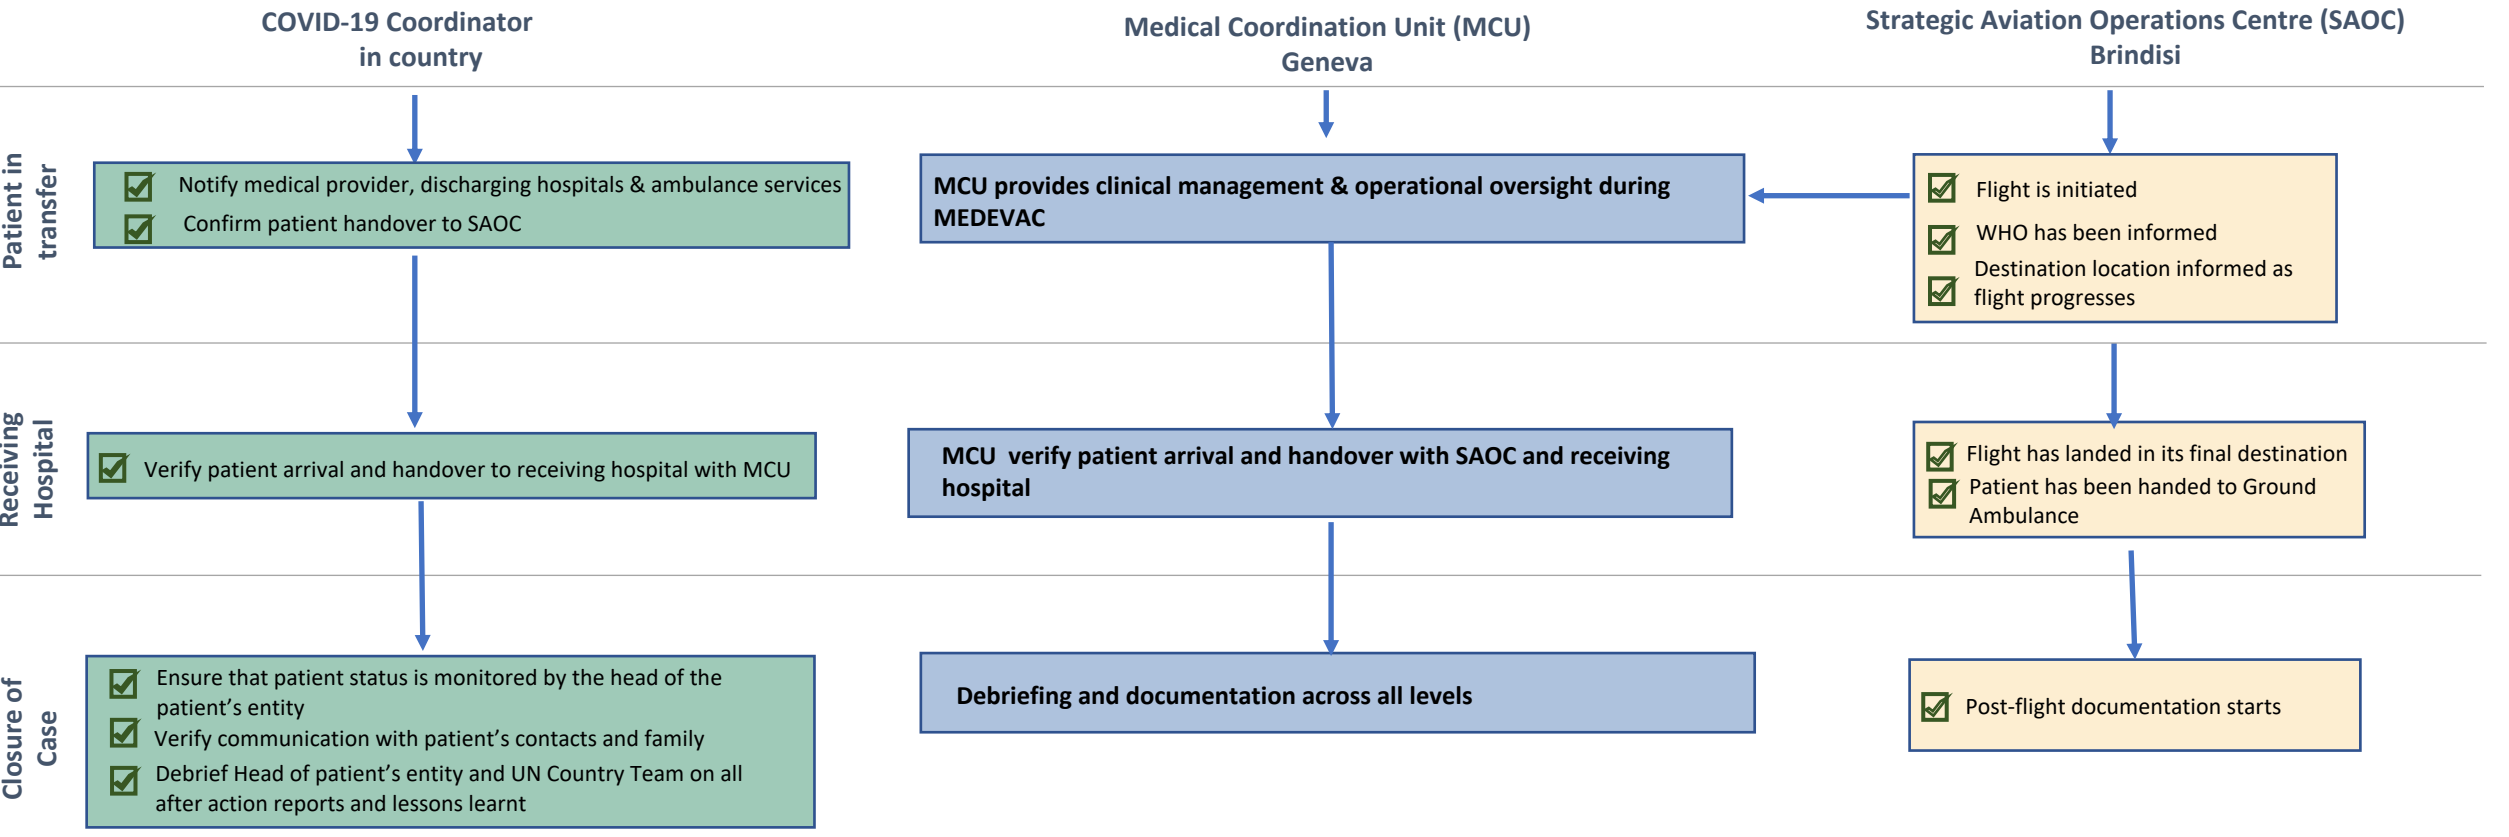 COVID-19 Coordinator
in country
Medical Coordination Unit (MCU)
Geneva
Strategic Aviation Operations Centre (SAOC)
Brindisi
Patient in
transfer
Notify medical provider, discharging hospitals & ambulance services
Confirm patient handover to SAOC
MCU provides clinical management & operational oversight during
MEDEVAC
Flight is initiated
WHO has been informed
Destination location informed as
flight progresses
Receiving
Hospital
Verify patient arrival and handover to receiving hospital with MCU
MCU verify patient arrival and handover with SAOC and receiving
hospital
Flight has landed in its final destination
Patient has been handed to Ground
Ambulance
Closure of
Case
Ensure that patient status is monitored by the head of the
patient’s entity
Verify communication with patient’s contacts and family
Debrief Head of patient’s entity and UN Country Team on all
after action reports and lessons learnt
Debriefing and documentation across all levels
Post-flight documentation starts